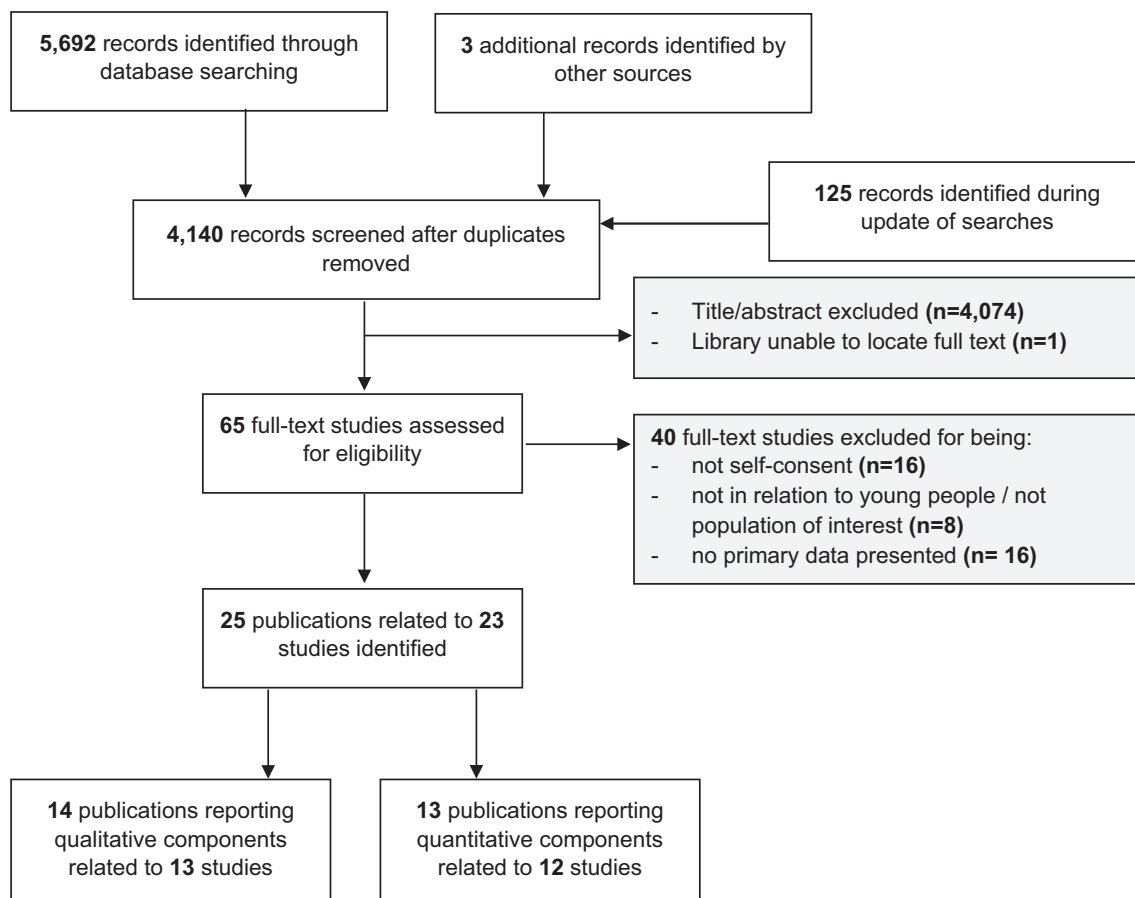 5,692 records identified through
database searching
3 additional records identified by
other sources
125 records identified during
update of searches
4,140 records screened after duplicates
removed
- Title/abstract excluded (n=4,074)
- Library unable to locate full text (n=1)
65 full-text studies assessed
for eligibility
40 full-text studies excluded for being:
- not self-consent (n=16)
- not in relation to young people / not
population of interest (n=8)
- no primary data presented (n= 16)
25 publications related to 23
studies identified
14 publications reporting
qualitative components
related to 13 studies
13 publications reporting
quantitative components
related to 12 studies